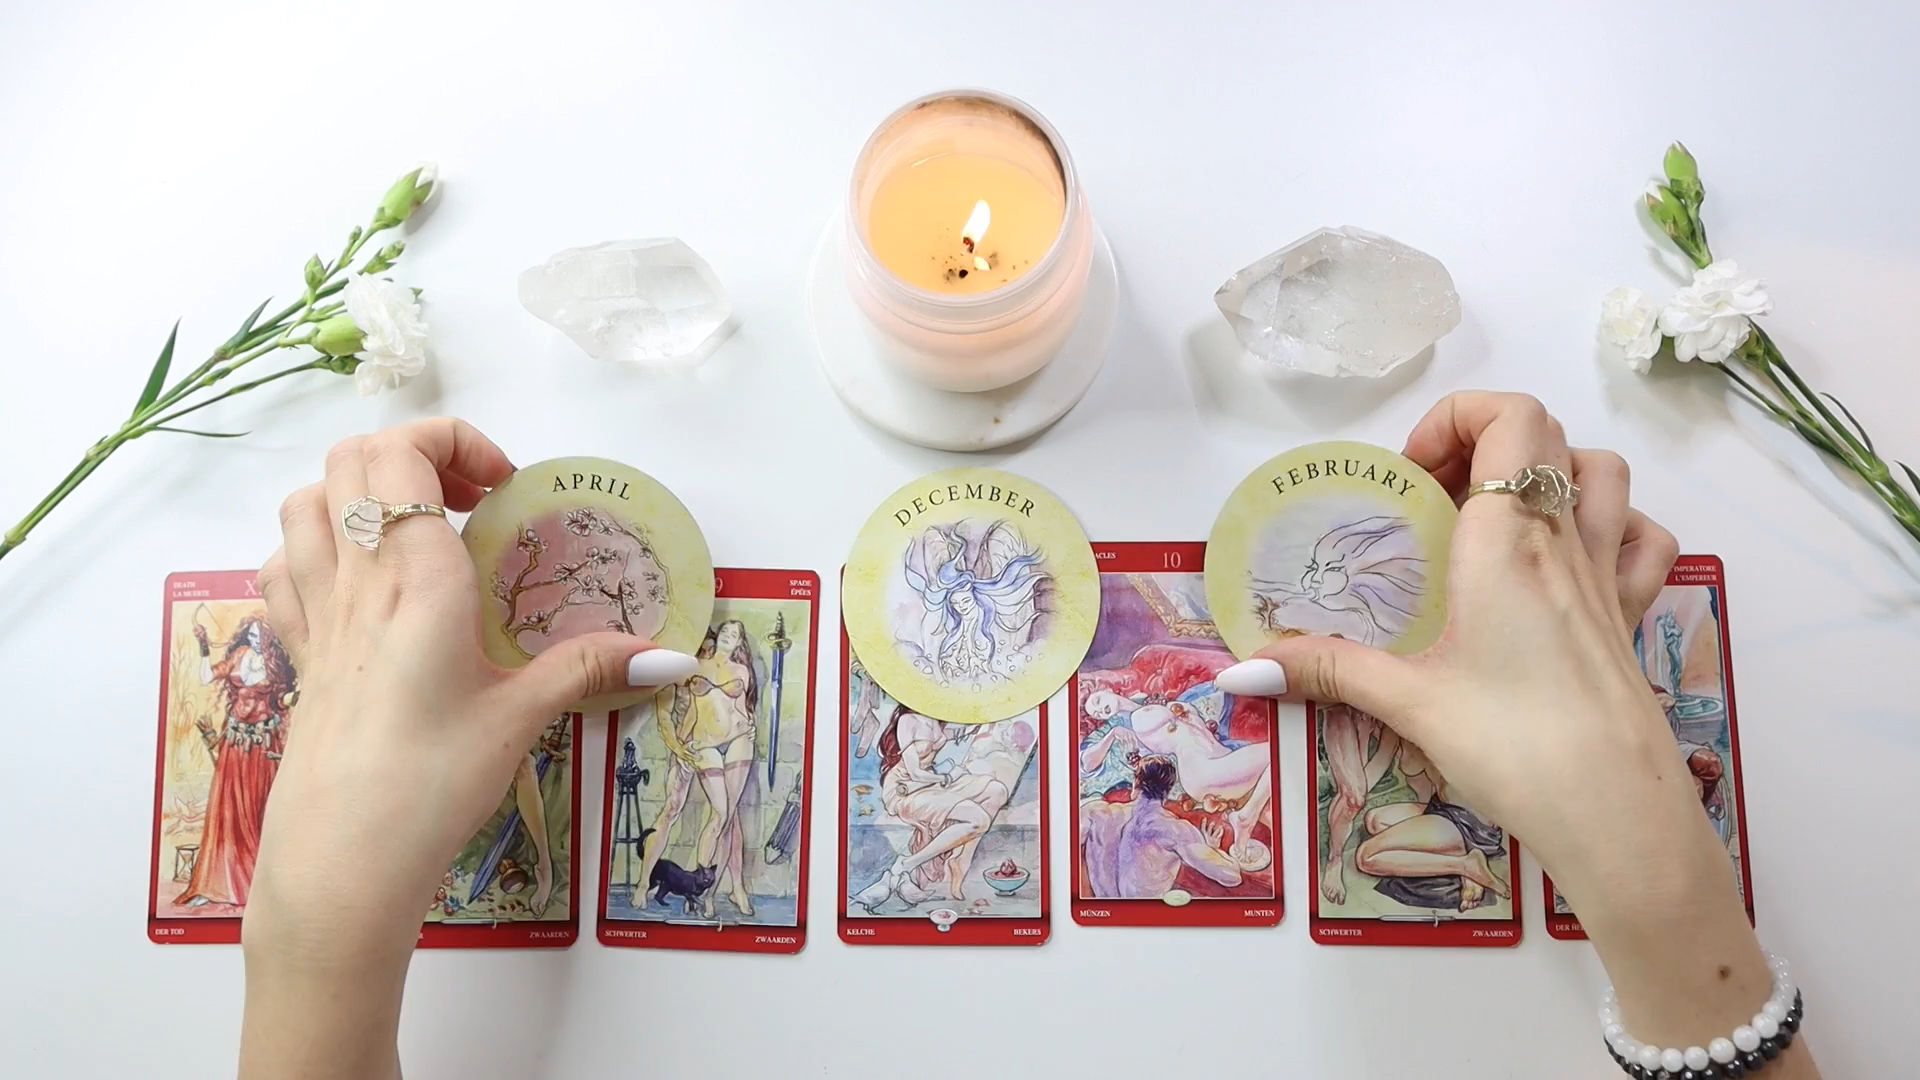 APRIL
DECEMBER
FEBRUARY
DEATH
LA MUERTE
9
SPADE
ÉPÉES
10
L'IMPERATORE
L'EMPEREUR
DER TOD
ZWAARDEN
SCHWERTER
ZWAARDEN
KELCHE
BEKERS
MÜNZEN
MUNTEN
SCHWERTER
ZWAARDEN